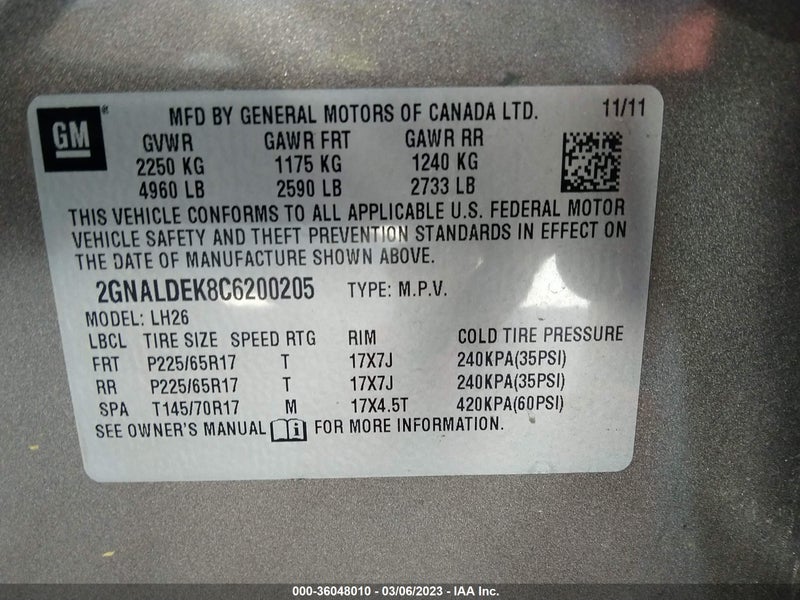 GM ® MFD BY GENERAL MOTORS OF CANADA LTD. 11/11
GVWR GAWR FRT GAWR RR
2250 KG 1175 KG 1240 KG
4960 LB 2590 LB 2733 LB
THIS VEHICLE CONFORMS TO ALL APPLICABLE U.S. FEDERAL MOTOR
VEHICLE SAFETY AND THEFT PREVENTION STANDARDS IN EFFECT ON
THE DATE OF MANUFACTURE SHOWN ABOVE.
2GNALDEK8C6200205 TYPE: M.P.V.
MODEL: LH26
LBCL TIRE SIZE SPEED RTG RIM COLD TIRE PRESSURE
FRT P225/65R17 T 17X7J 240KPA(35PSI)
RR P225/65R17 T 17X7J 240KPA(35PSI)
SPA T145/70R17 M 17X4.5T 420KPA(60PSI)
SEE OWNER'S MANUAL FOR MORE INFORMATION.
000-36048010 — 03/06/2023 — IAA Inc.